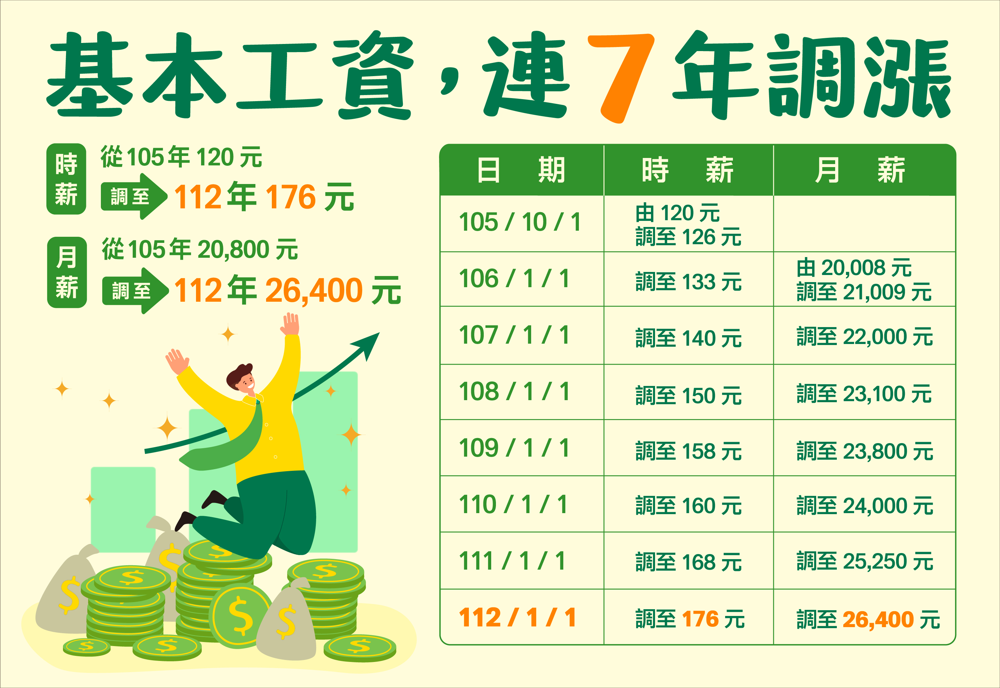 基本工資,連7年調漲
時薪
從105年 120 元
調至 112年 176 元
月薪
從105年 20,800 元
調至 112年 26,400 元
日期 時薪 月薪
105 / 10 / 1 由 120 元
調至 126 元
106 / 1 / 1 調至 133 元 由 20,008 元
調至 21,009 元
107 / 1 / 1 調至 140 元 調至 22,000 元
108 / 1 / 1 調至 150 元 調至 23,100 元
109 / 1 / 1 調至 158 元 調至 23,800 元
110 / 1 / 1 調至 160 元 調至 24,000 元
111 / 1 / 1 調至 168 元 調至 25,250 元
112 / 1 / 1 調至 176 元 調至 26,400 元